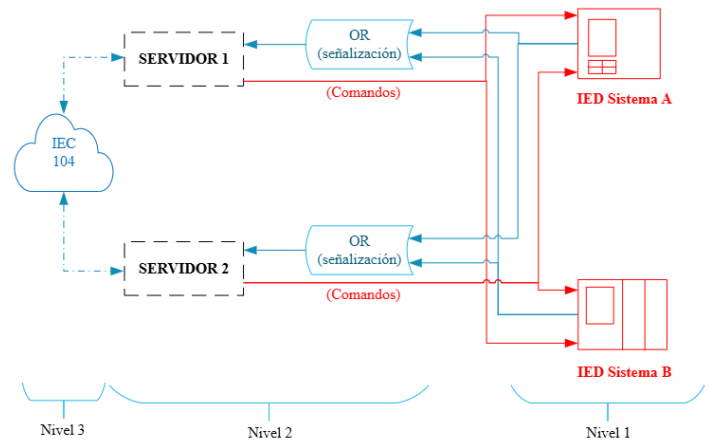 OR
(señalización)
SERVIDOR 1
(Comandos)
IED Sistema A
IEC
104
OR
(señalización)
SERVIDOR 2
(Comandos)
IED Sistema B
Nivel 3
Nivel 2
Nivel 1